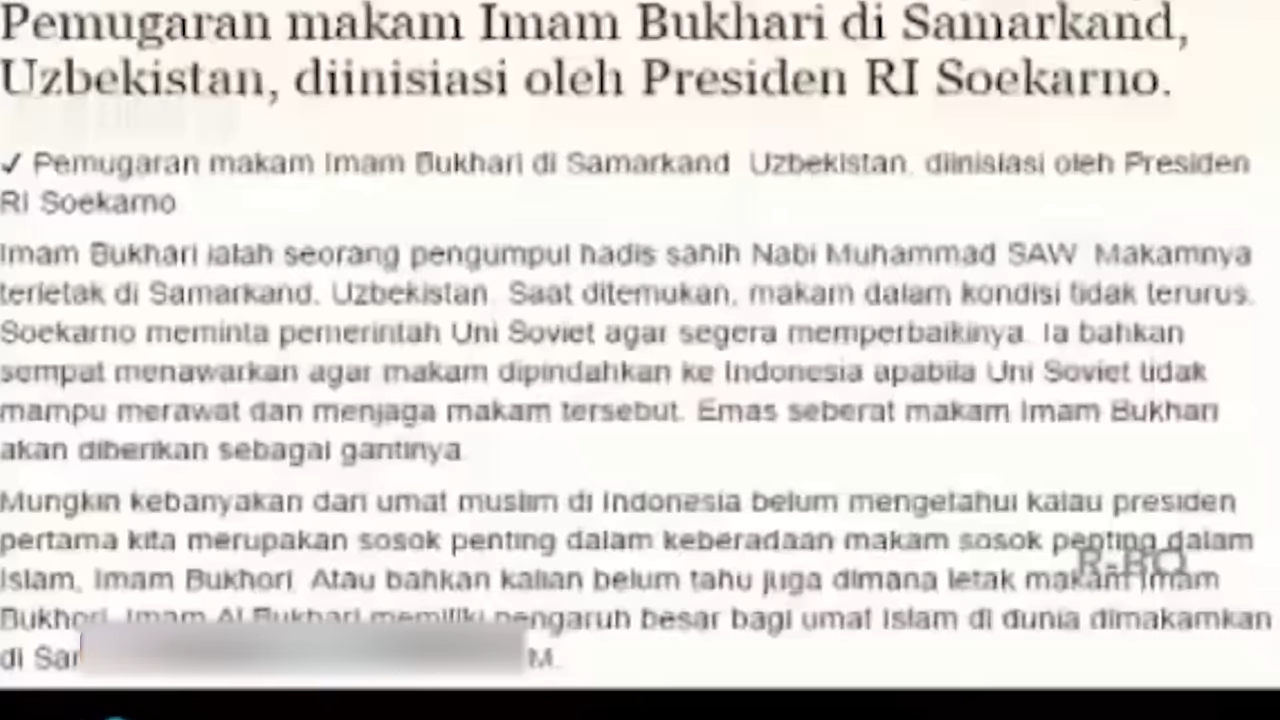 Pemugaran makam Imam Bukhari di Samarkand,
Uzbekistan, diinisiasi oleh Presiden RI Soekarno.
✓ Pemugaran makam Imam Bukhari di Samarkand Uzbekistan, diinisiasi oleh Presiden
RI Soekarno
Imam Bukhari ialah seorang pengumpul hadis sahih Nabi Muhammad SAW Makamnya
terletak di Samarkand, Uzbekistan. Saat ditemukan, makam dalam kondisi tidak terurus.
Soekarno meminta pemerintah Uni Soviet agar segera memperbaikinya. Ia bahkan
sempat menawarkan agar makam dipindahkan ke Indonesia apabila Uni Soviet tidak
mampu merawat dan menjaga makam tersebut. Emas seberat makam Imam Bukhari
akan diberikan sebagai gantinya
Mungkin kebanyakan dari umat muslim di Indonesia belum mengetahui kalau presiden
pertama kita merupakan sosok penting dalam keberadaan makam sosok penting dalam
Islam, Imam Bukhori. Atau bahkan kalian belum tahu juga dimana letak makam Imam
Bukhori. Imam Al Bukhari memiliki pengaruh besar bagi umat Islam di dunia dimakamkan
di M.